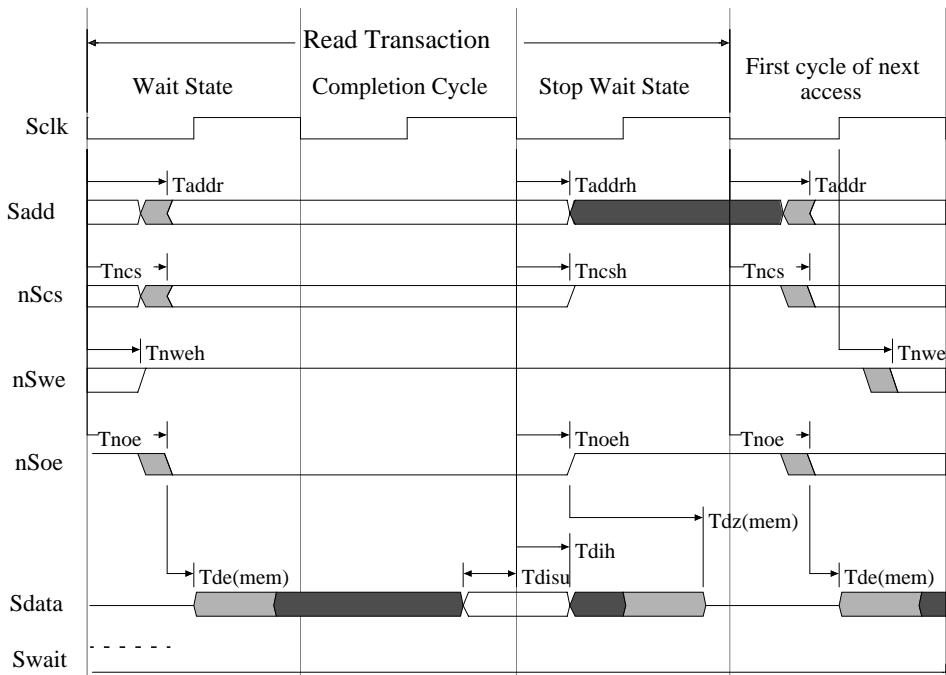 Read Transaction
Wait State
Completion Cycle
Stop Wait State
First cycle of next
access
Sclk
Taddr
Taddrh
Taddr
Sadd
Tncs
Tncsh
Tncs
nScs
Tnweh
Tnwe
nSwe
Tnoe
Tnoeh
Tnoe
nSoe
Tdz(mem)
Tdih
Tde(mem)
Tdisu
Tde(mem)
Sdata
Swait